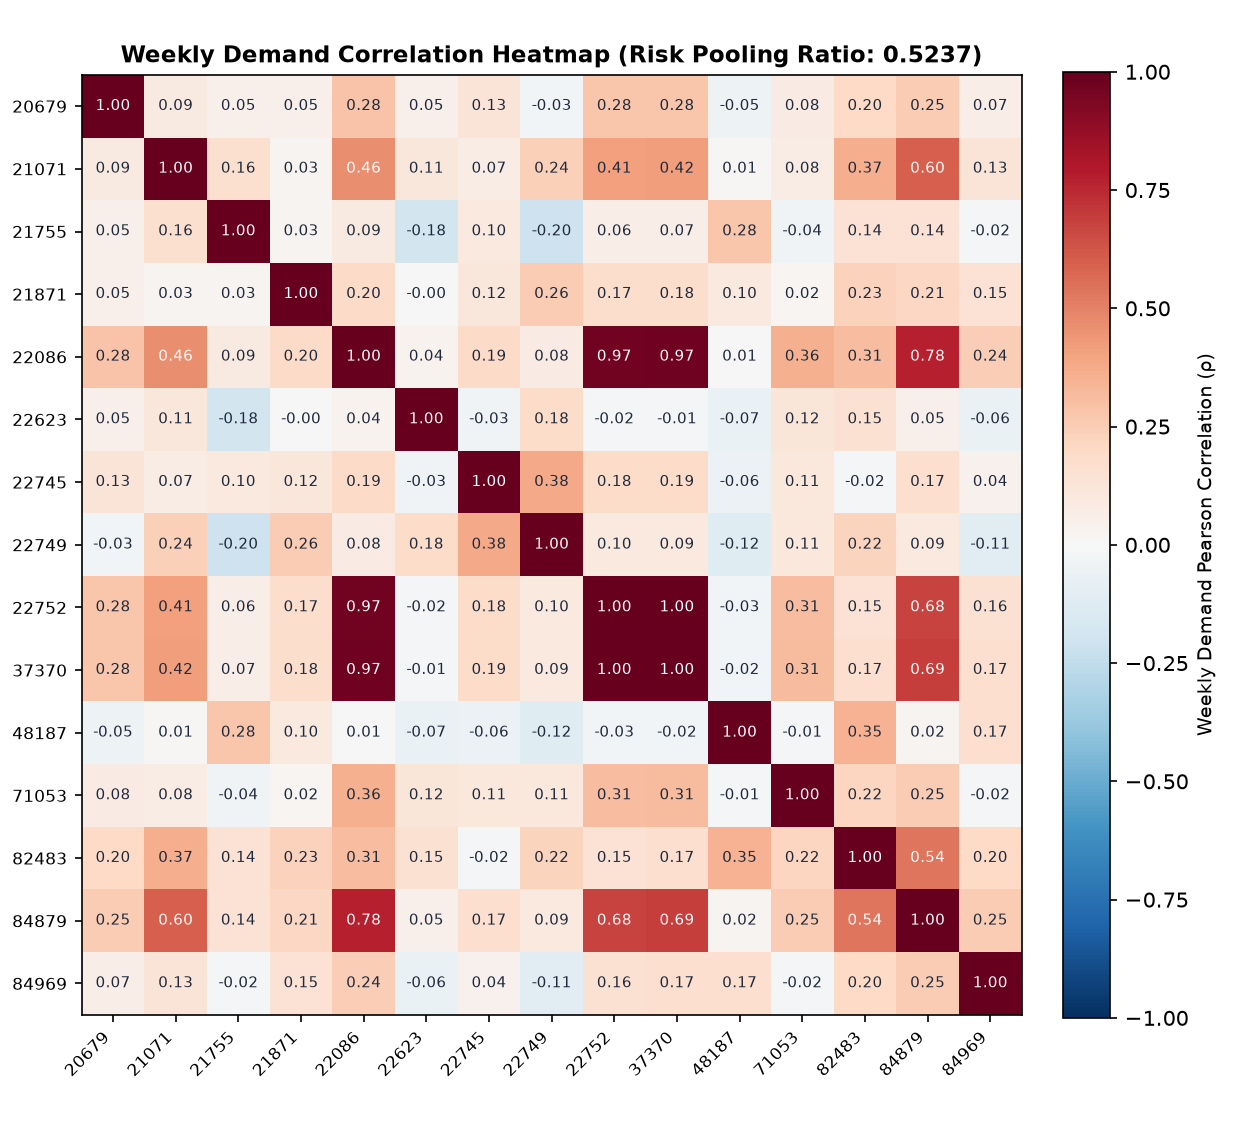 Weekly Demand Correlation Heatmap (Risk Pooling Ratio: 0.5237)
20679 1.00 0.09 0.05 0.05 0.28 0.05 0.13 -0.03 0.28 0.28 -0.05 0.08 0.20 0.25 0.07
21071 0.09 1.00 0.16 0.03 0.46 0.11 0.07 0.24 0.41 0.42 0.01 0.08 0.37 0.60 0.13
21755 0.05 0.16 1.00 0.03 0.09 -0.18 0.10 -0.20 0.06 0.07 0.28 -0.04 0.14 0.14 -0.02
21871 0.05 0.03 0.03 1.00 0.20 -0.00 0.12 0.26 0.17 0.18 0.10 0.02 0.23 0.21 0.15
22086 0.28 0.46 0.09 0.20 1.00 0.04 0.19 0.08 0.97 0.97 0.01 0.36 0.31 0.78 0.24
22623 0.05 0.11 -0.18 -0.00 0.04 1.00 -0.03 0.18 -0.02 -0.01 -0.07 0.12 0.15 0.05 -0.06
22745 0.13 0.07 0.10 0.12 0.19 -0.03 1.00 0.38 0.18 0.19 -0.06 0.11 -0.02 0.17 0.04
22749 -0.03 0.24 -0.20 0.26 0.08 0.18 0.38 1.00 0.10 0.09 -0.12 0.11 0.22 0.09 -0.11
22752 0.28 0.41 0.06 0.17 0.97 -0.02 0.18 0.10 1.00 1.00 -0.03 0.31 0.15 0.68 0.16
37370 0.28 0.42 0.07 0.18 0.97 -0.01 0.19 0.09 1.00 1.00 -0.02 0.31 0.17 0.69 0.17
48187 -0.05 0.01 0.28 0.10 0.01 -0.07 -0.06 -0.12 -0.03 -0.02 1.00 -0.01 0.35 0.02 0.17
71053 0.08 0.08 -0.04 0.02 0.36 0.12 0.11 0.11 0.31 0.31 -0.01 1.00 0.22 0.25 -0.02
82483 0.20 0.37 0.14 0.23 0.31 0.15 -0.02 0.22 0.15 0.17 0.35 0.22 1.00 0.54 0.20
84879 0.25 0.60 0.14 0.21 0.78 0.05 0.17 0.09 0.68 0.69 0.02 0.25 0.54 1.00 0.25
84969 0.07 0.13 -0.02 0.15 0.24 -0.06 0.04 -0.11 0.16 0.17 0.17 -0.02 0.20 0.25 1.00
20679 21071 21755 21871 22086 22623 22745 22749 22752 37370 48187 71053 82483 84879 84969
1.00
0.75
0.50
0.25
0.00
−0.25
−0.50
−0.75
−1.00
Weekly Demand Pearson Correlation (ρ)